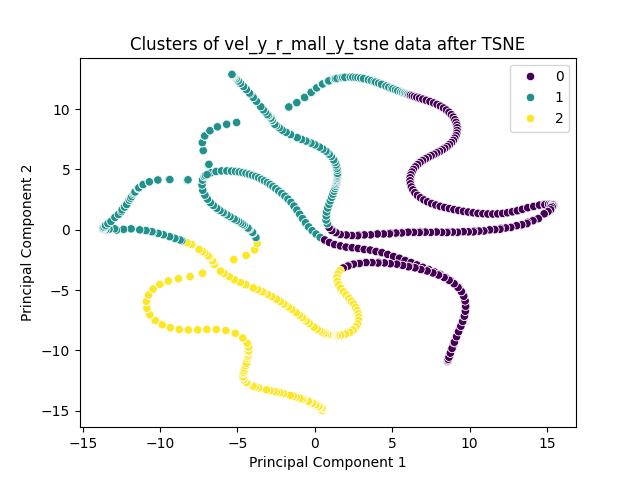 Clusters of vel_y_r_mall_y_tsne data after TSNE
0
1
2
10
5
0
−5
−10
−15
Principal Component 2
−15 −10 −5 0 5 10 15
Principal Component 1